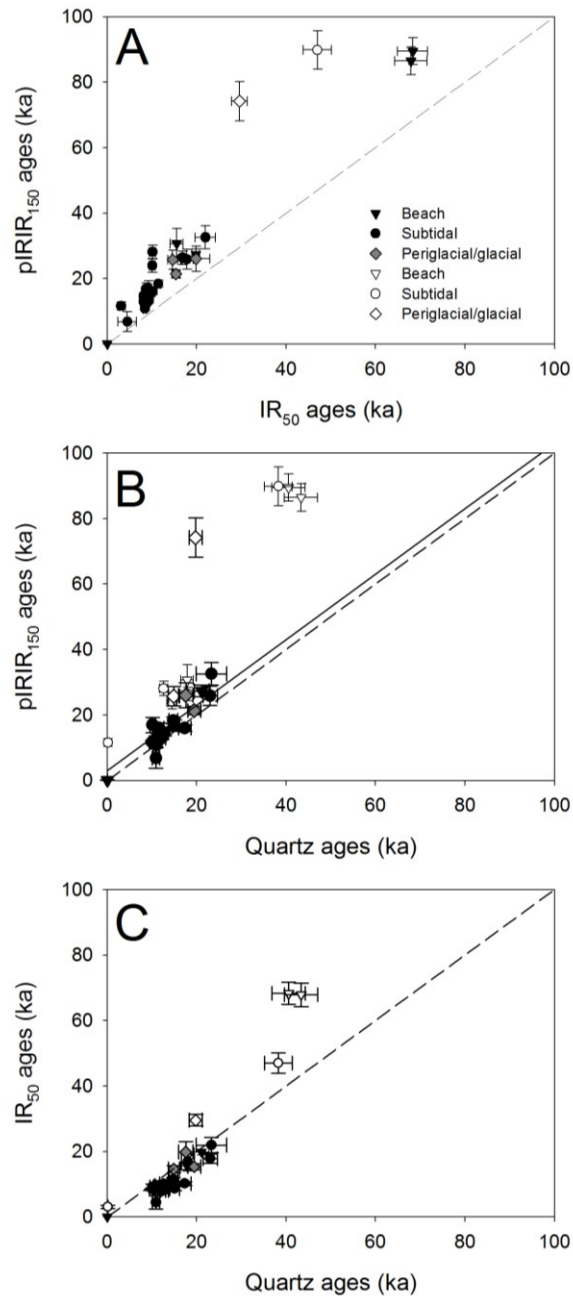 A
100
80
60
40
20
0
pIRIR150 ages (ka)
Beach
Subtidal
Periglacial/glacial
Beach
Subtidal
Periglacial/glacial
0 20 40 60 80 100
IR50 ages (ka)
B
100
80
60
40
20
0
pIRIR150 ages (ka)
0 20 40 60 80 100
Quartz ages (ka)
C
100
80
60
40
20
0
IR50 ages (ka)
0 20 40 60 80 100
Quartz ages (ka)